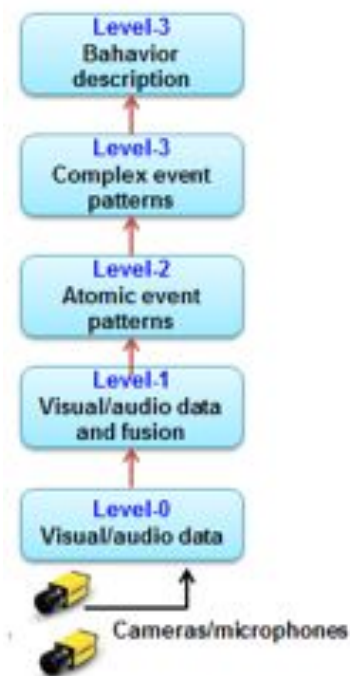 Level-3
Bahavior
description
Level-3
Complex event
patterns
Level-2
Atomic event
patterns
Level-1
Visual/audio data
and fusion
Level-0
Visual/audio data
Cameras/microphones